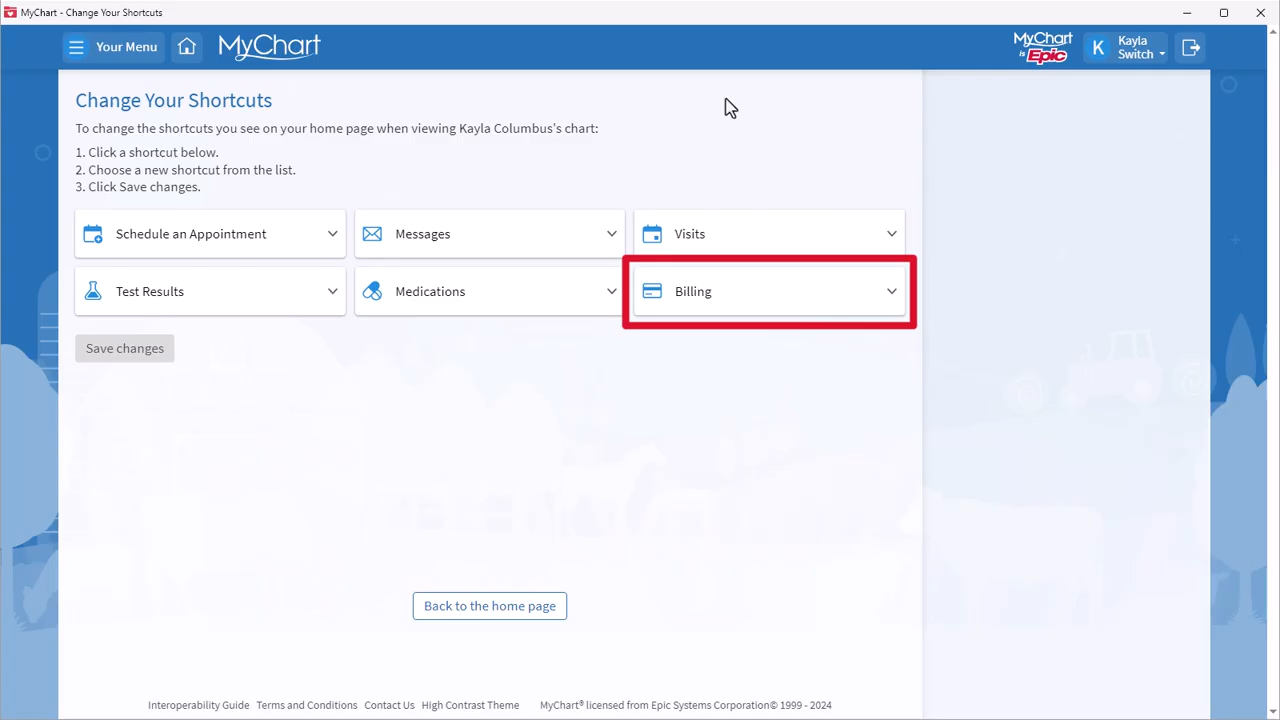 MyChart - Change Your Shortcuts
Your Menu
MyChart
MyChart
is Epic
K
Kayla
Switch
Change Your Shortcuts
To change the shortcuts you see on your home page when viewing Kayla Columbus's chart:
1. Click a shortcut below.
2. Choose a new shortcut from the list.
3. Click Save changes.
Schedule an Appointment
Messages
Visits
Test Results
Medications
Billing
Save changes
Back to the home page
Interoperability Guide Terms and Conditions Contact Us High Contrast Theme MyChart® licensed from Epic Systems Corporation© 1999 - 2024